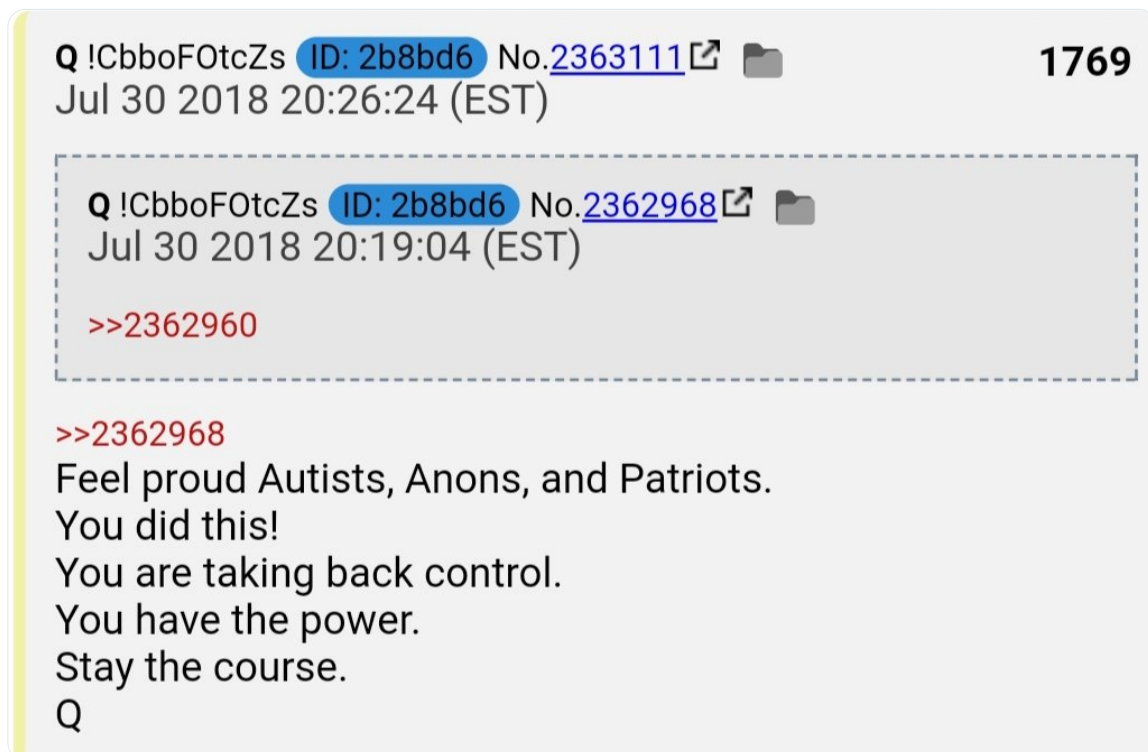 Q !CbboFOtcZs ID: 2b8bd6 No.2363111 1769
Jul 30 2018 20:26:24 (EST)
Q !CbboFOtcZs ID: 2b8bd6 No.2362968
Jul 30 2018 20:19:04 (EST)
>>2362960
>>2362968
Feel proud Autists, Anons, and Patriots.
You did this!
You are taking back control.
You have the power.
Stay the course.
Q